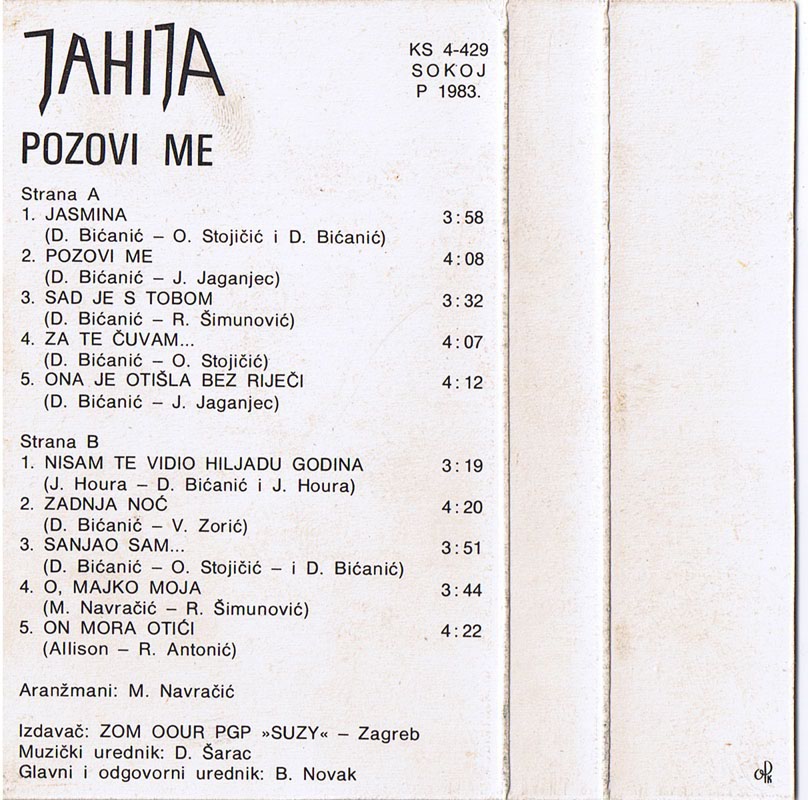 JAHIJA
KS 4-429
SOKOJ
P 1983.
POZOVI ME
Strana A
1. JASMINA 3:58
(D. Bićanić – O. Stojičić i D. Bićanić)
2. POZOVI ME 4:08
(D. Bićanić – J. Jaganjec)
3. SAD JE S TOBOM 3:32
(D. Bićanić – R. Šimunović)
4. ZA TE ČUVAM... 4:07
(D. Bićanić – O. Stojičić)
5. ONA JE OTIŠLA BEZ RIJEČI 4:12
(D. Bićanić – J. Jaganjec)
Strana B
1. NISAM TE VIDIO HILJADU GODINA 3:19
(J. Houra – D. Bićanić i J. Houra)
2. ZADNJA NOĆ 4:20
(D. Bićanić – V. Zorić)
3. SANJAO SAM... 3:51
(D. Bićanić – O. Stojičić – i D. Bićanić)
4. O, MAJKO MOJA 3:44
(M. Navračić – R. Šimunović)
5. ON MORA OTIĆI 4:22
(Allison – R. Antonić)
Aranžmani: M. Navračić
Izdavač: ZOM OOUR PGP »SUZY« – Zagreb
Muzički urednik: D. Šarac
Glavni i odgovorni urednik: B. Novak